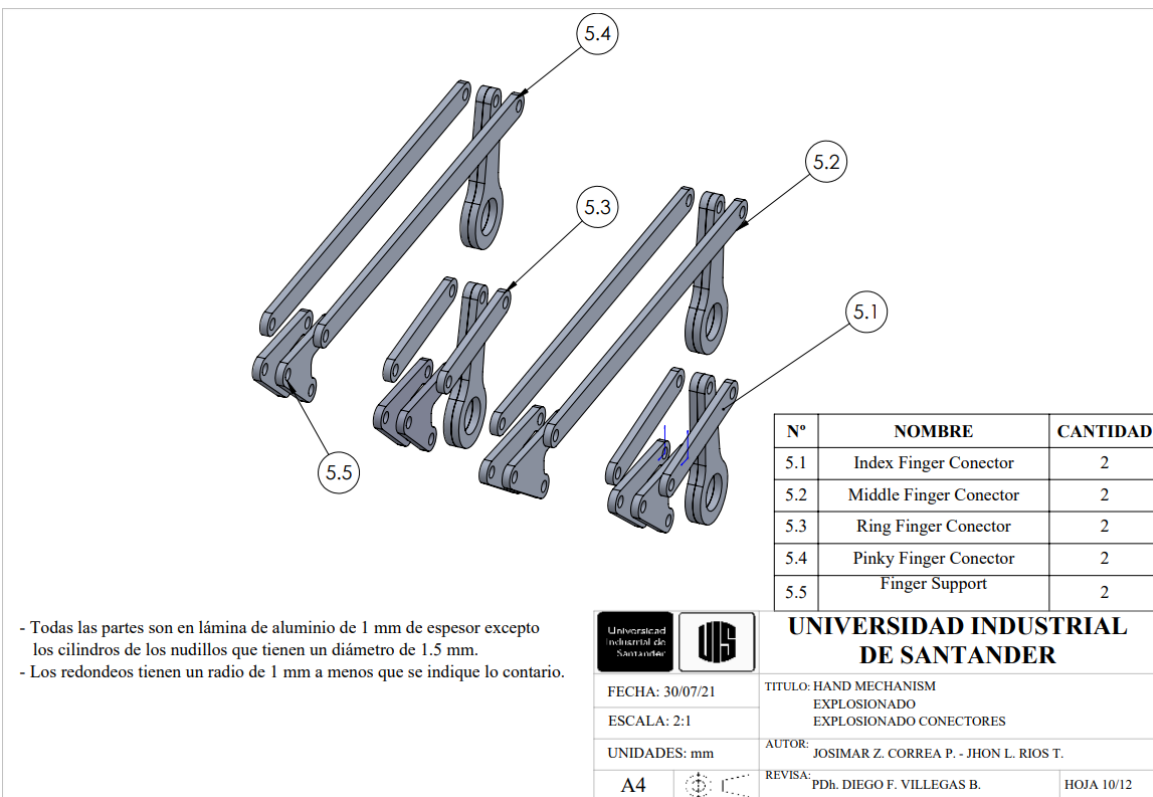 5.4
5.2
5.3
5.1
5.5
Nº NOMBRE CANTIDAD
5.1 Index Finger Conector 2
5.2 Middle Finger Conector 2
5.3 Ring Finger Conector 2
5.4 Pinky Finger Conector 2
5.5 Finger Support 2
- Todas las partes son en lámina de aluminio de 1 mm de espesor excepto
los cilindros de los nudillos que tienen un diámetro de 1.5 mm.
- Los redondeos tienen un radio de 1 mm a menos que se indique lo contario.
Universidad
Industrial de
Santander
UIS
UNIVERSIDAD INDUSTRIAL
DE SANTANDER
FECHA: 30/07/21
TITULO: HAND MECHANISM
EXPLOSIONADO
EXPLOSIONADO CONECTORES
ESCALA: 2:1
UNIDADES: mm
AUTOR: JOSIMAR Z. CORREA P. - JHON L. RIOS T.
A4
REVISA: PDh. DIEGO F. VILLEGAS B.
HOJA 10/12